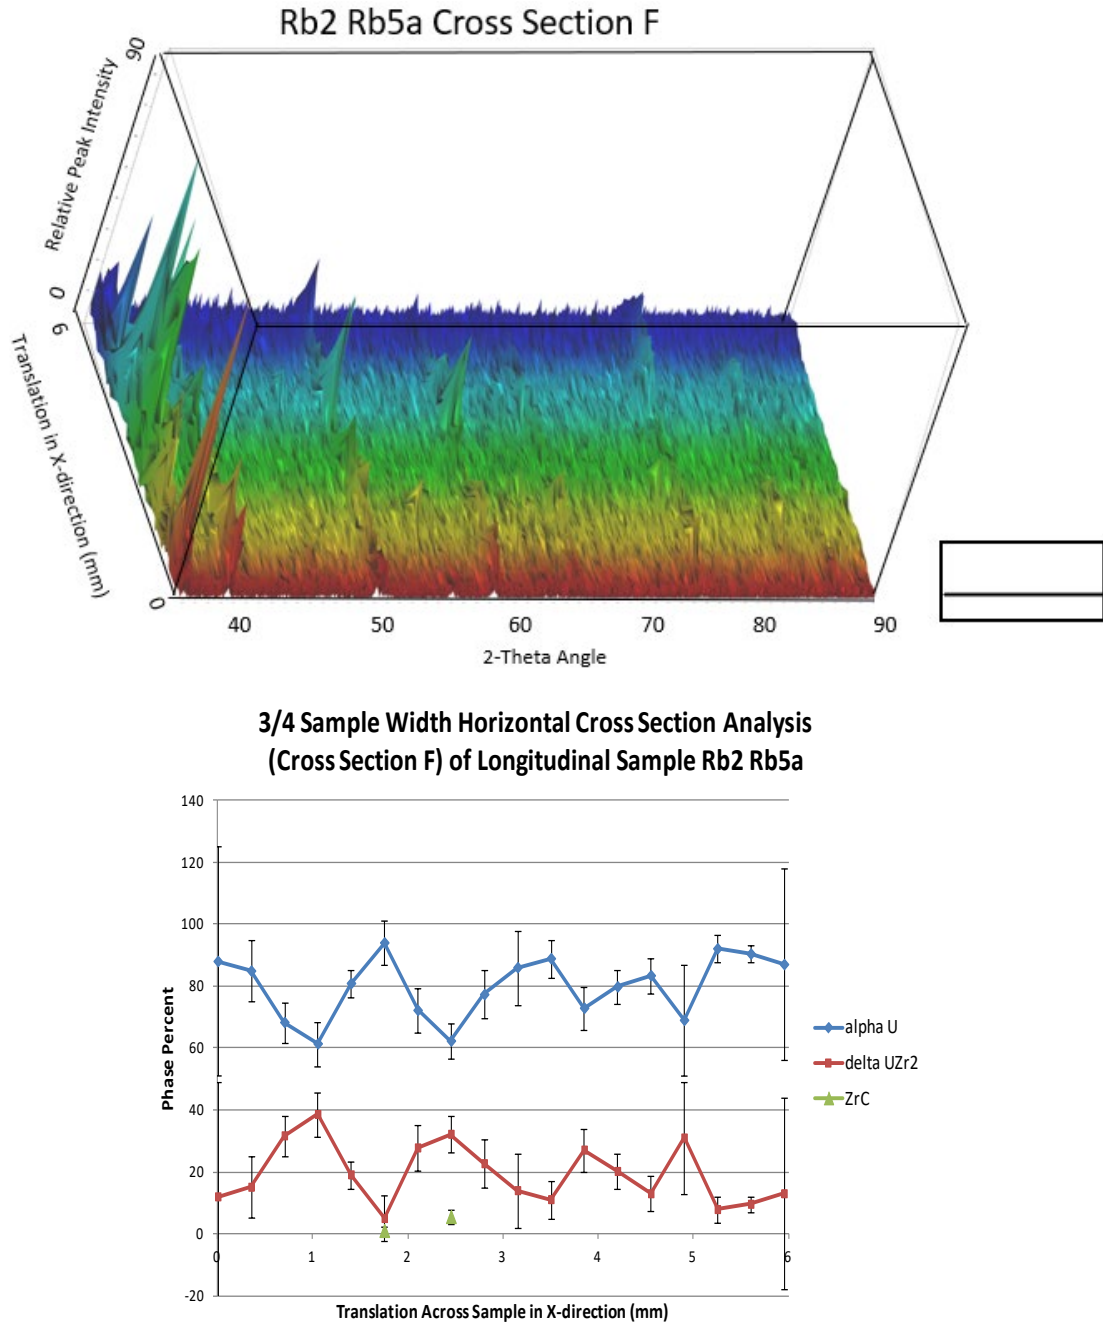 Rb2 Rb5a Cross Section F
90
Relative Peak Intensity
0
6
Translation in X-direction (mm)
0
40 50 60 70 80 90
2-Theta Angle
3/4 Sample Width Horizontal Cross Section Analysis
(Cross Section F) of Longitudinal Sample Rb2 Rb5a
140
120
100
80
60
40
20
0
-20
Phase Percent
0 1 2 3 4 5 6
Translation Across Sample in X-direction (mm)
alpha U
delta UZr2
ZrC